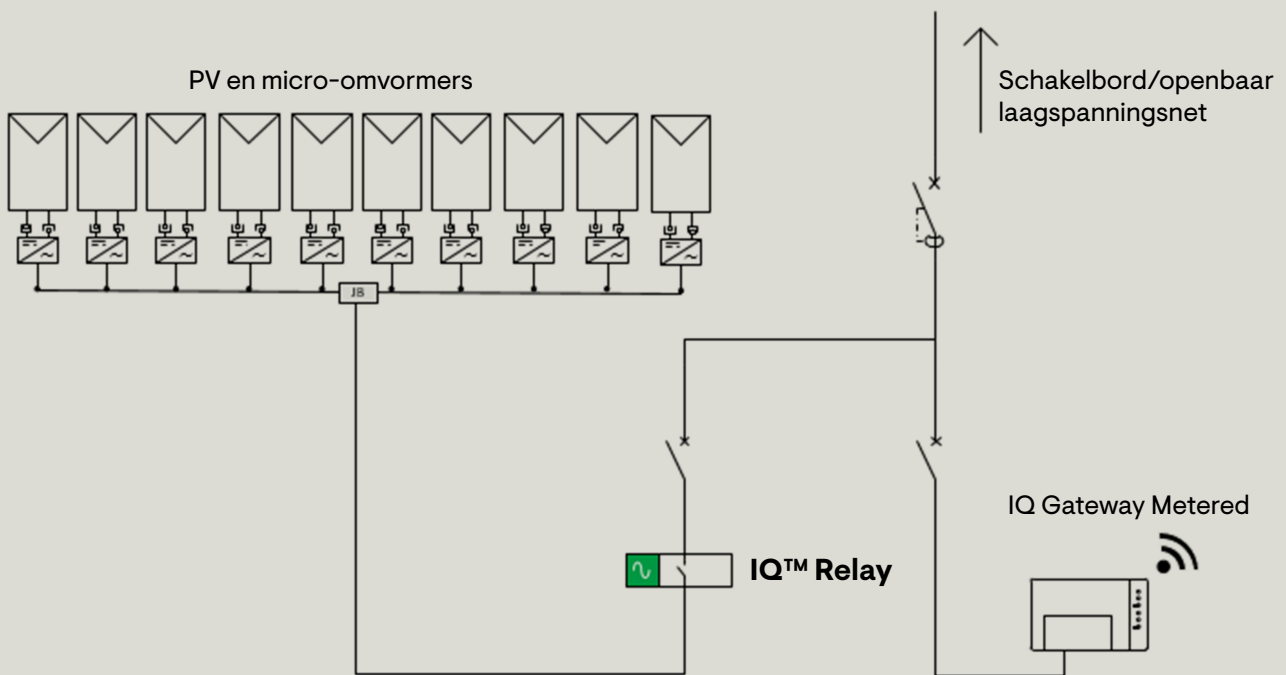 PV en micro-omvormers
Schakelbord/openbaar
laagspanningsnet
JB
IQ Gateway Metered
IQ™ Relay